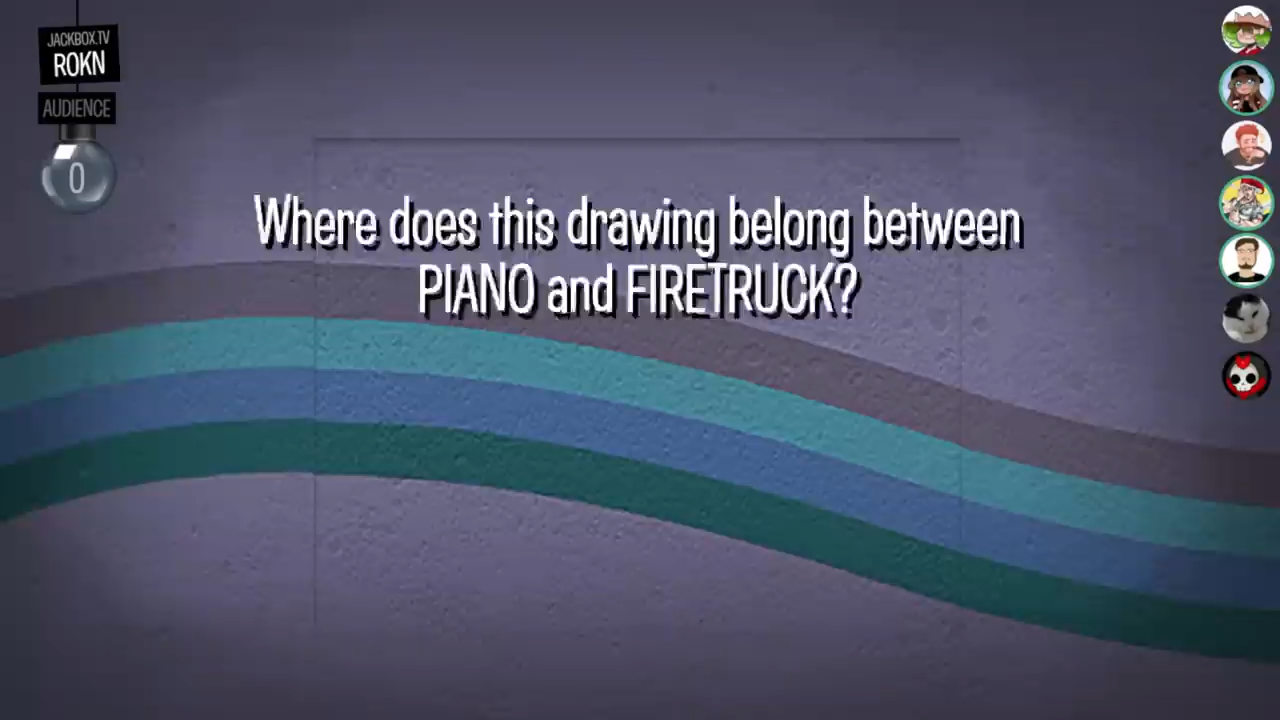 JACKBOX.TV
ROKN
AUDIENCE
0
Where does this drawing belong between
PIANO and FIRETRUCK?